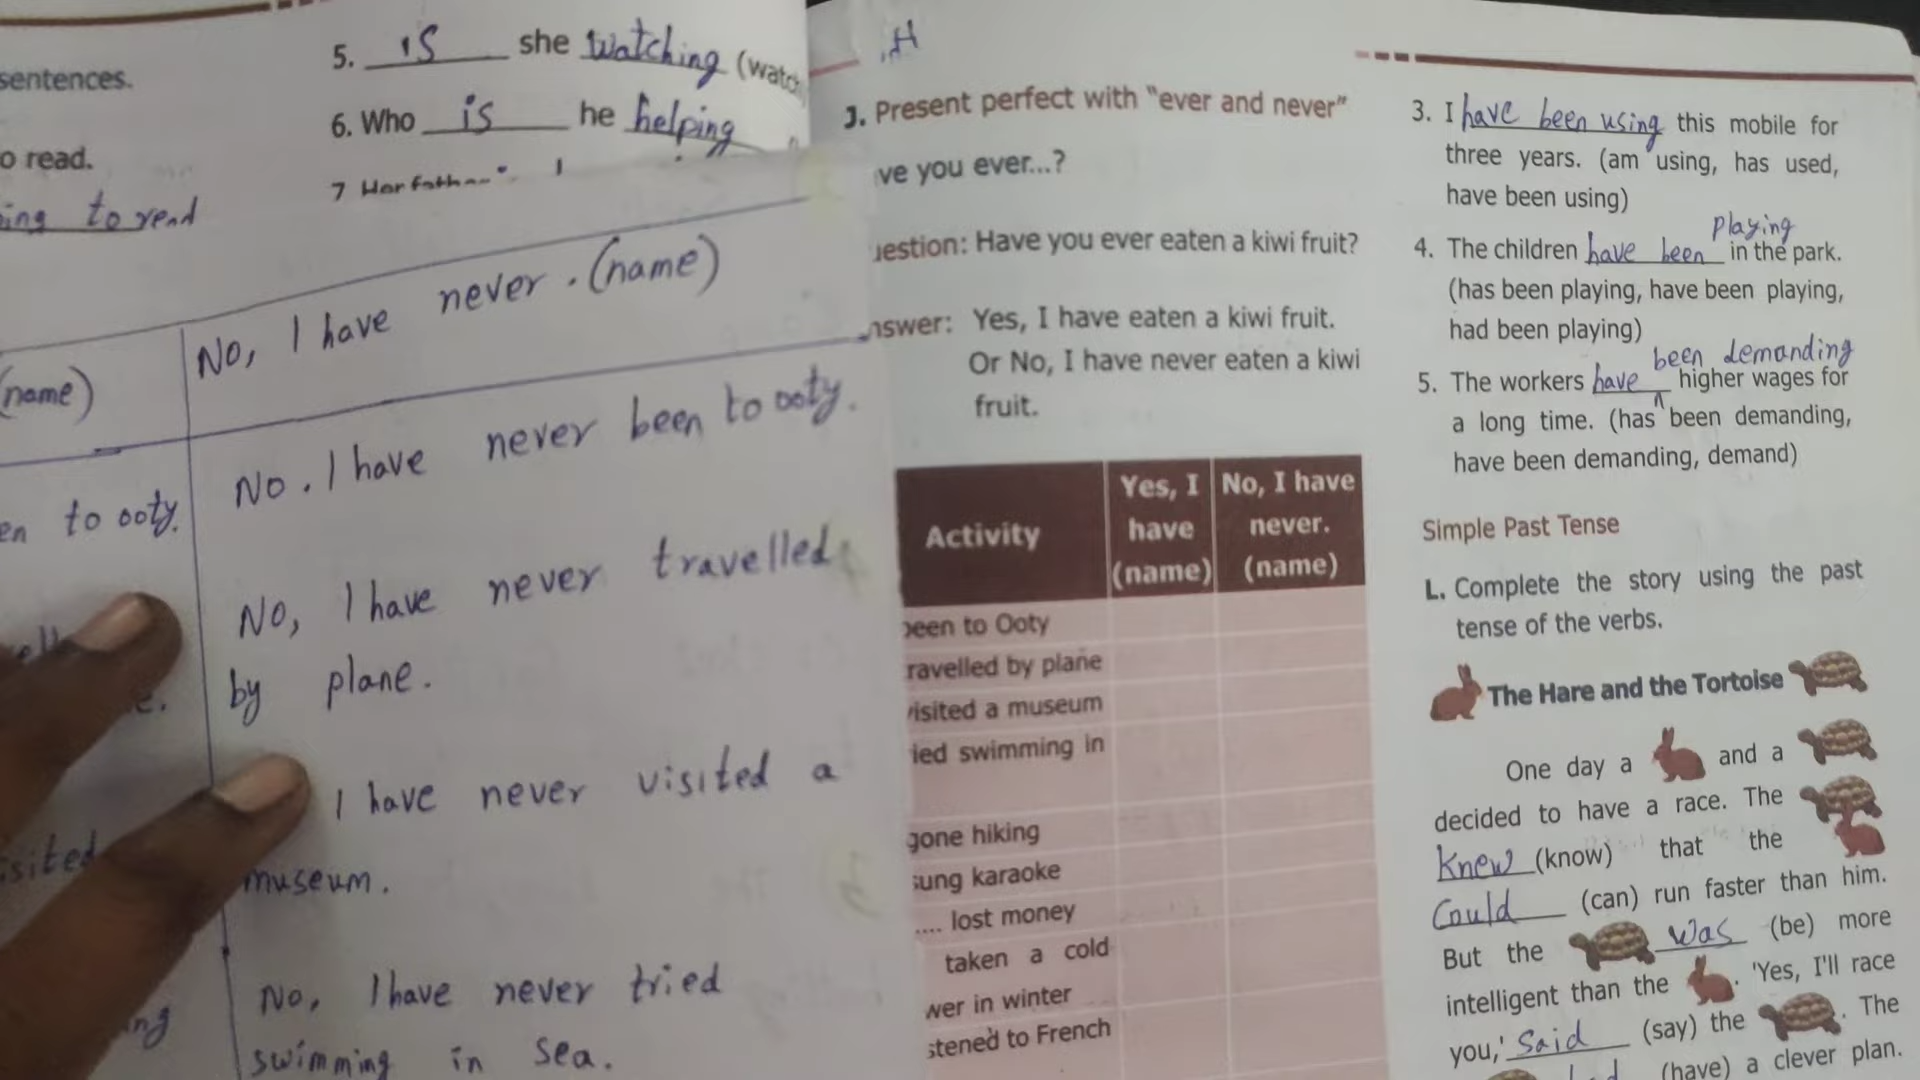 sentences.
o read.
ing to read
5. is she watching (watc
6. Who is he helping
7 Her fath
(name)
No, I have never. (name)
en to ooty.
No. I have never been to ooty.
No, I have never travelled
by plane.
I have never visited a
museum.
isited
No, I have never tried
swimming in sea.
ing
J. Present perfect with "ever and never"
ve you ever...?
estion: Have you ever eaten a kiwi fruit?
nswer: Yes, I have eaten a kiwi fruit.
Or No, I have never eaten a kiwi
fruit.
Activity
Yes, I have (name)
No, I have never. (name)
been to Ooty
ravelled by plane
visited a museum
ied swimming in
gone hiking
sung karaoke
.... lost money
taken a cold
wer in winter
stened to French
3. I have been using this mobile for
three years. (am using, has used,
have been using)
playing
4. The children have been in the park.
(has been playing, have been playing,
had been playing)
been demanding
5. The workers have higher wages for
a long time. (has been demanding,
have been demanding, demand)
Simple Past Tense
L. Complete the story using the past
tense of the verbs.
The Hare and the Tortoise
One day a and a
decided to have a race. The
Knew (know) that the
Could (can) run faster than him.
But the was (be) more
intelligent than the . 'Yes, I'll race
you,' Said (say) the . The
(have) a clever plan.